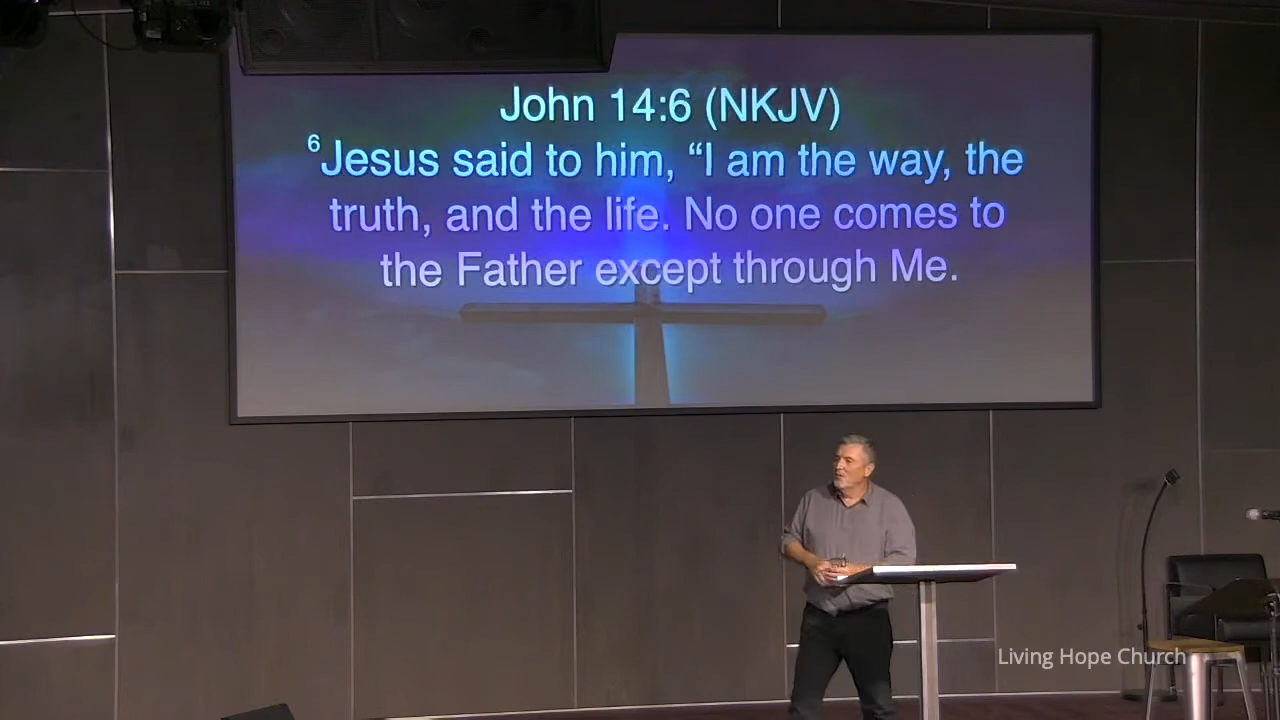 John 14:6 (NKJV)
⁶Jesus said to him, “I am the way, the
truth, and the life. No one comes to
the Father except through Me.
Living Hope Church